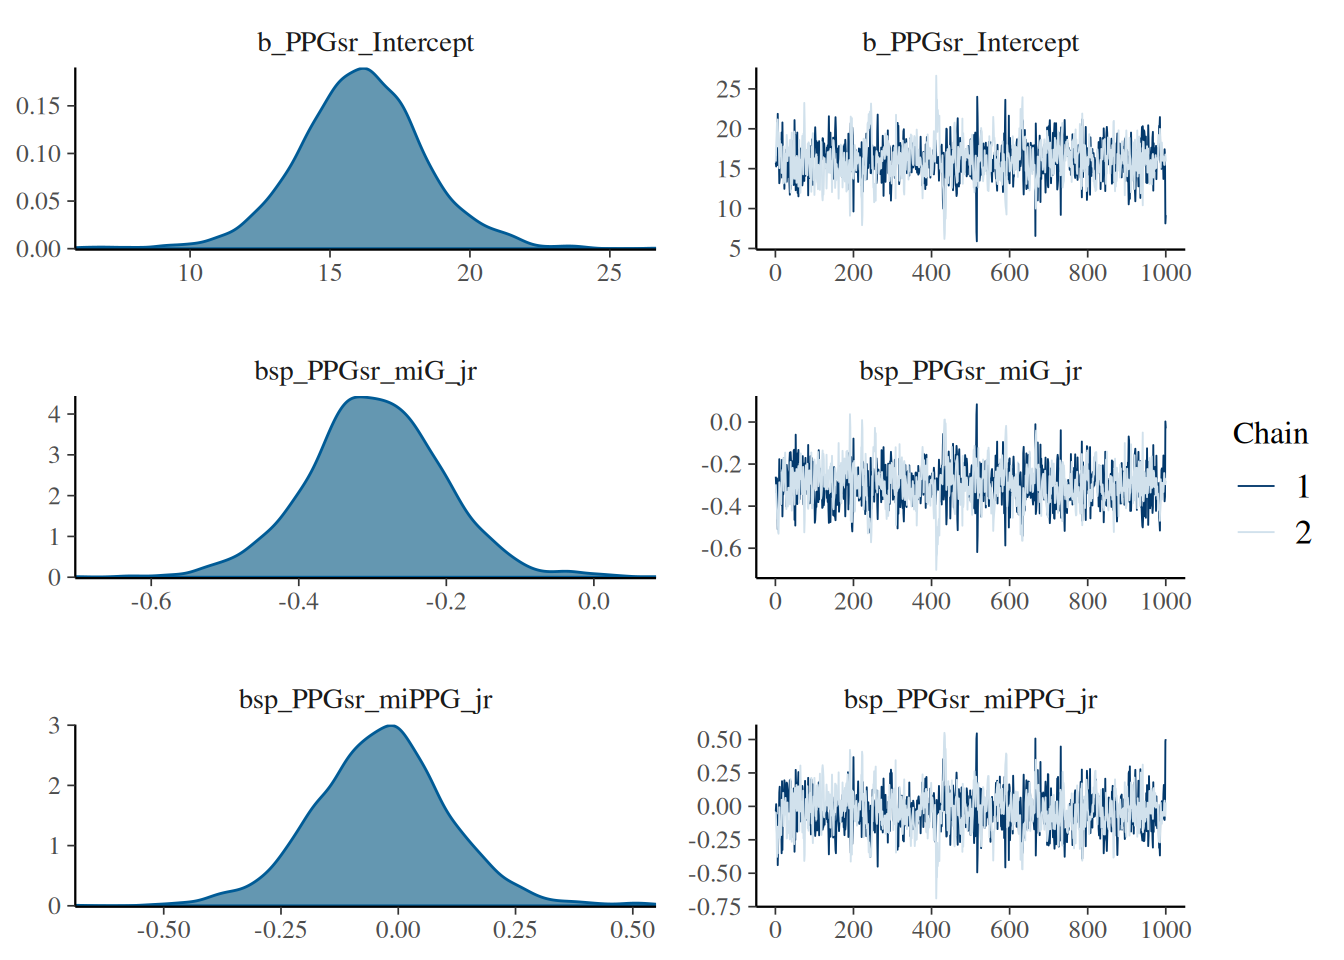 b_PPGsr_Intercept
0.15
0.10
0.05
0.00
10 15 20 25
b_PPGsr_Intercept
25
20
15
10
5
0 200 400 600 800 1000
bsp_PPGsr_miG_jr
4
3
2
1
0
-0.6 -0.4 -0.2 0.0
bsp_PPGsr_miG_jr
0.0
-0.2
-0.4
-0.6
0 200 400 600 800 1000
bsp_PPGsr_miPPG_jr
3
2
1
0
-0.50 -0.25 0.00 0.25 0.50
bsp_PPGsr_miPPG_jr
0.50
0.25
0.00
-0.25
-0.50
-0.75
0 200 400 600 800 1000
Chain
1
2